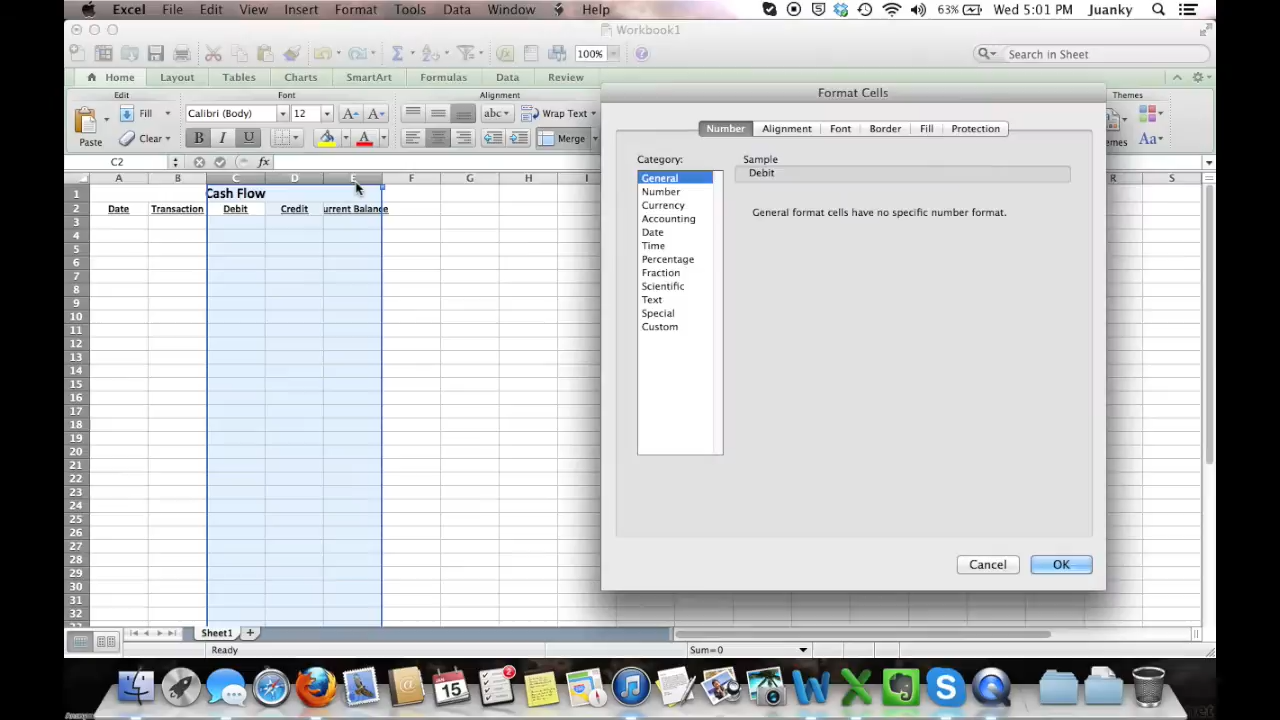 Excel File Edit View Insert Format Tools Data Window Help 63% Wed 5:01 PM Juanky
Workbook1
100% Search in Sheet
Home Layout Tables Charts SmartArt Formulas Data Review
Edit Font Alignment Themes
Fill Calibri (Body) 12 abc Wrap Text
Paste Clear B I U Merge Aa
C2 fx
A B C D E F G H I R S
1 Cash Flow
2 Date Transaction Debit Credit urrent Balance
3
4
5
6
7
8
9
10
11
12
13
14
15
16
17
18
19
20
21
22
23
24
25
26
27
28
29
30
31
32
Format Cells
Number Alignment Font Border Fill Protection
Category: Sample
General Debit
Number General format cells have no specific number format.
Currency
Accounting
Date
Time
Percentage
Fraction
Scientific
Text
Special
Custom
Cancel OK
Sheet1
Ready Sum=0
JAN
15
2